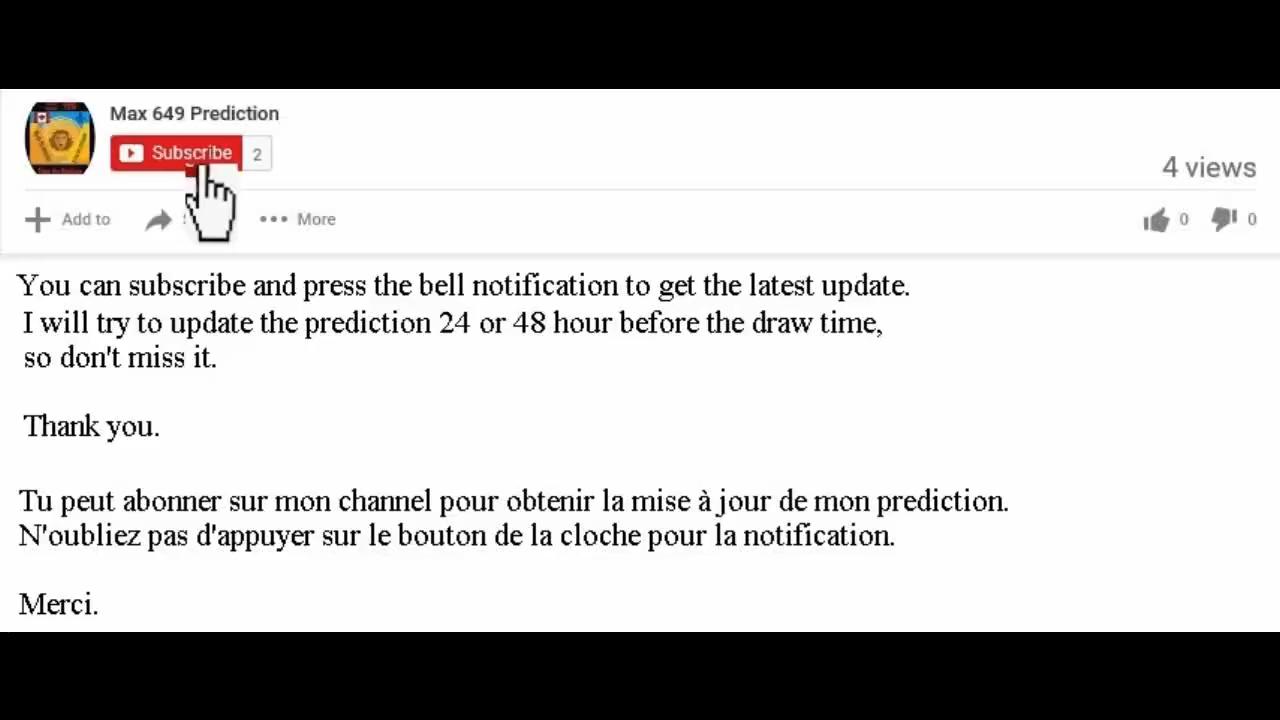 Max 649 Prediction
Subscribe 2
4 views
Add to
More
0 0
You can subscribe and press the bell notification to get the latest update.
I will try to update the prediction 24 or 48 hour before the draw time,
so don't miss it.
Thank you.
Tu peut abonner sur mon channel pour obtenir la mise à jour de mon prediction.
N'oubliez pas d'appuyer sur le bouton de la cloche pour la notification.
Merci.